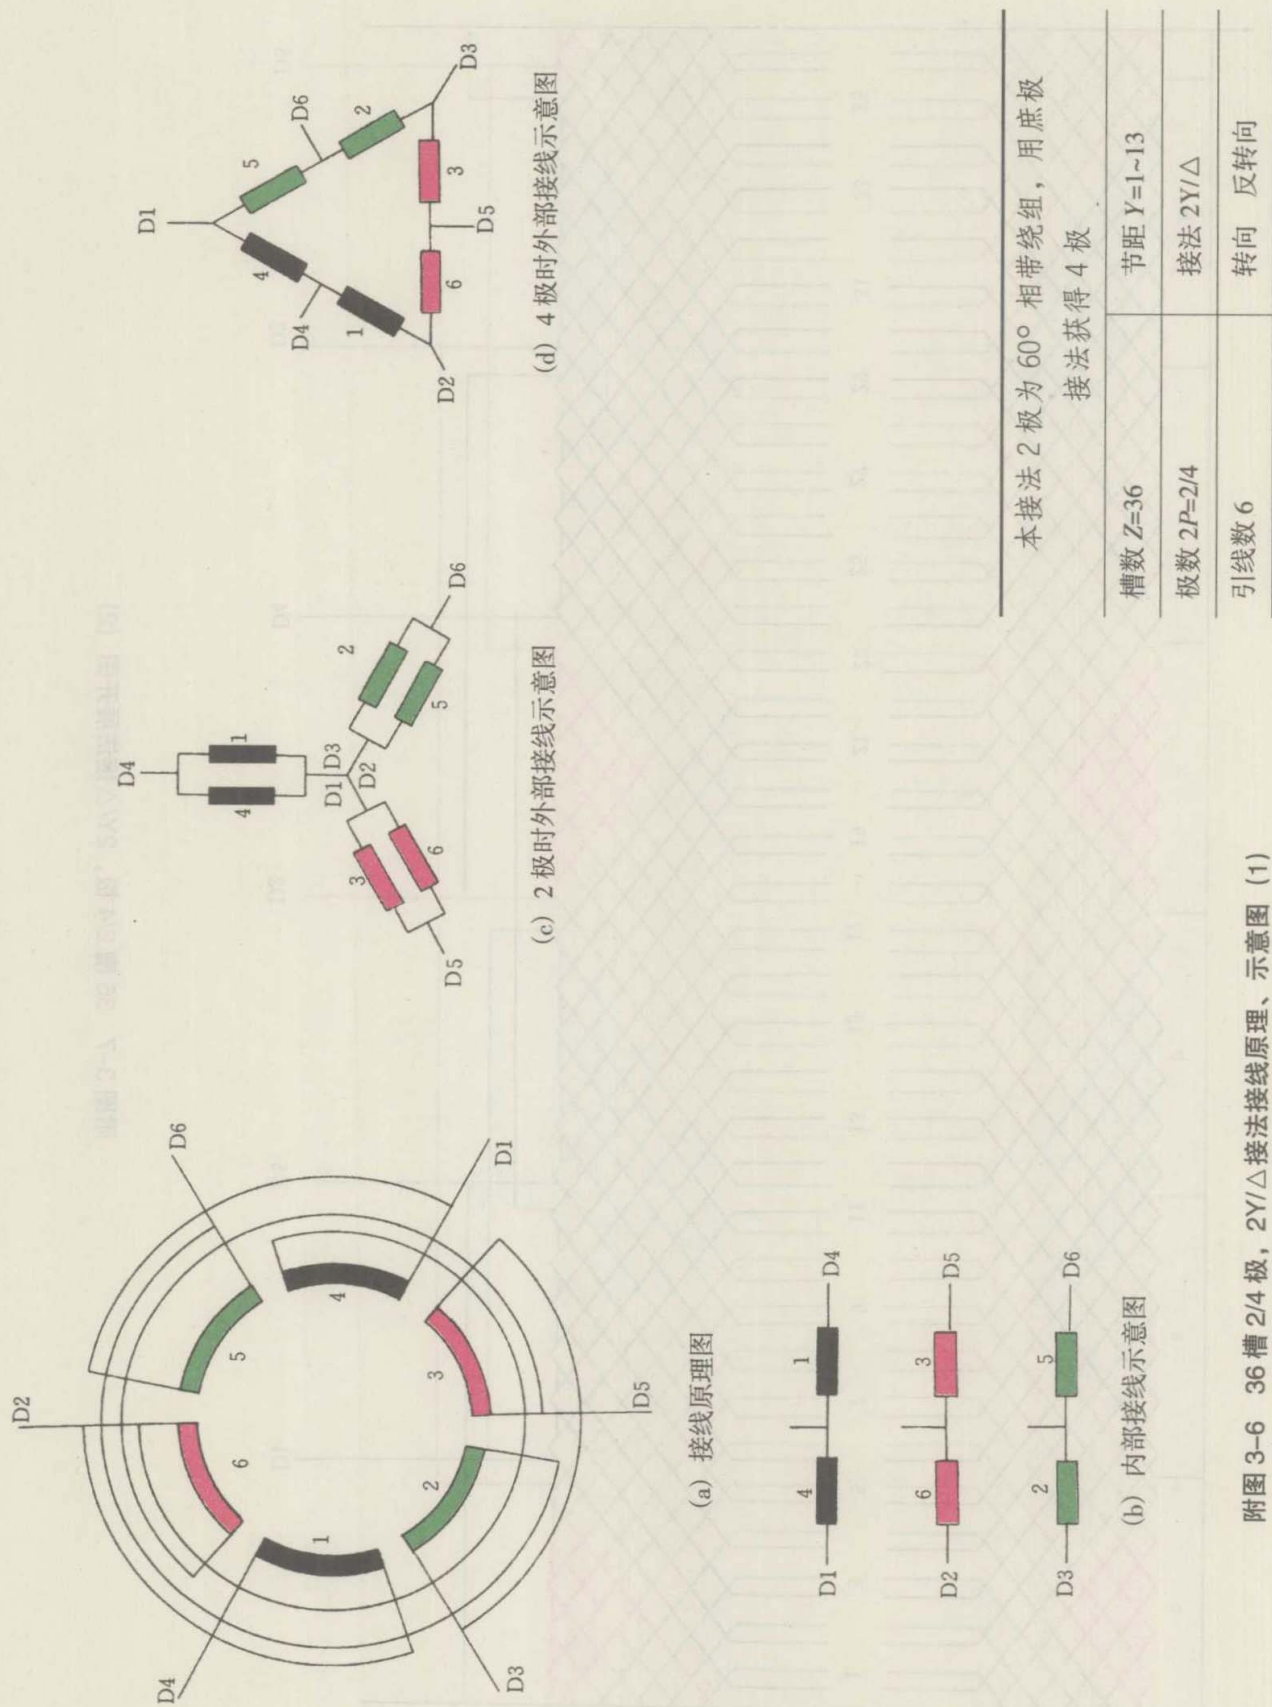 D2
D6
D4
D1
D3
D5
1
2
3
4
5
6
(a) 接线原理图
D1
4
1
D4
D2
6
3
D5
D3
2
5
D6
(b) 内部接线示意图
D4
4
1
D1
D3
D2
3
6
2
5
D5
D6
(c) 2极时外部接线示意图
D1
4
5
D4
D6
1
2
6
3
D2
D5
D3
(d) 4极时外部接线示意图
本接法2极为60°相带绕组,用庶极
接法获得4极
槽数 Z=36 节距 Y=1~13
极数 2P=2/4 接法 2Y/△
引线数 6 转向 反转向
附图 3-6 36槽 2/4 极,2Y/△接法接线原理、示意图 (1)